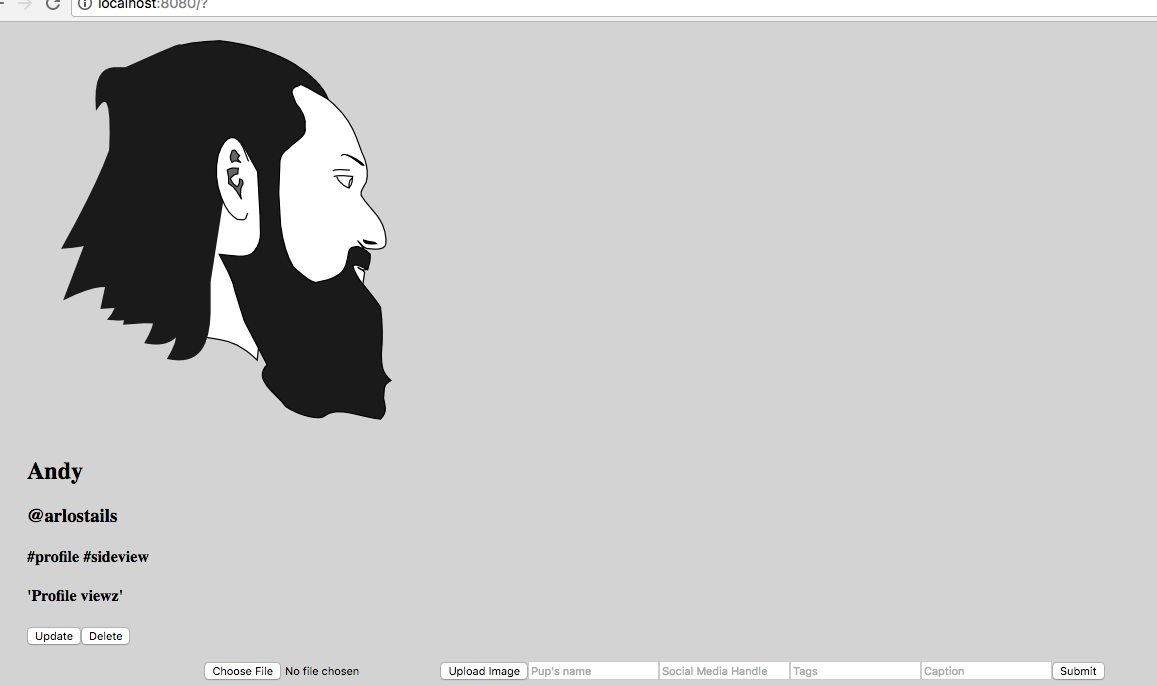 localhost:8080/?
Andy
@arlostails
#profile #sideview
'Profile viewz'
Update Delete
Choose File No file chosen Upload Image Pup's name Social Media Handle Tags Caption Submit